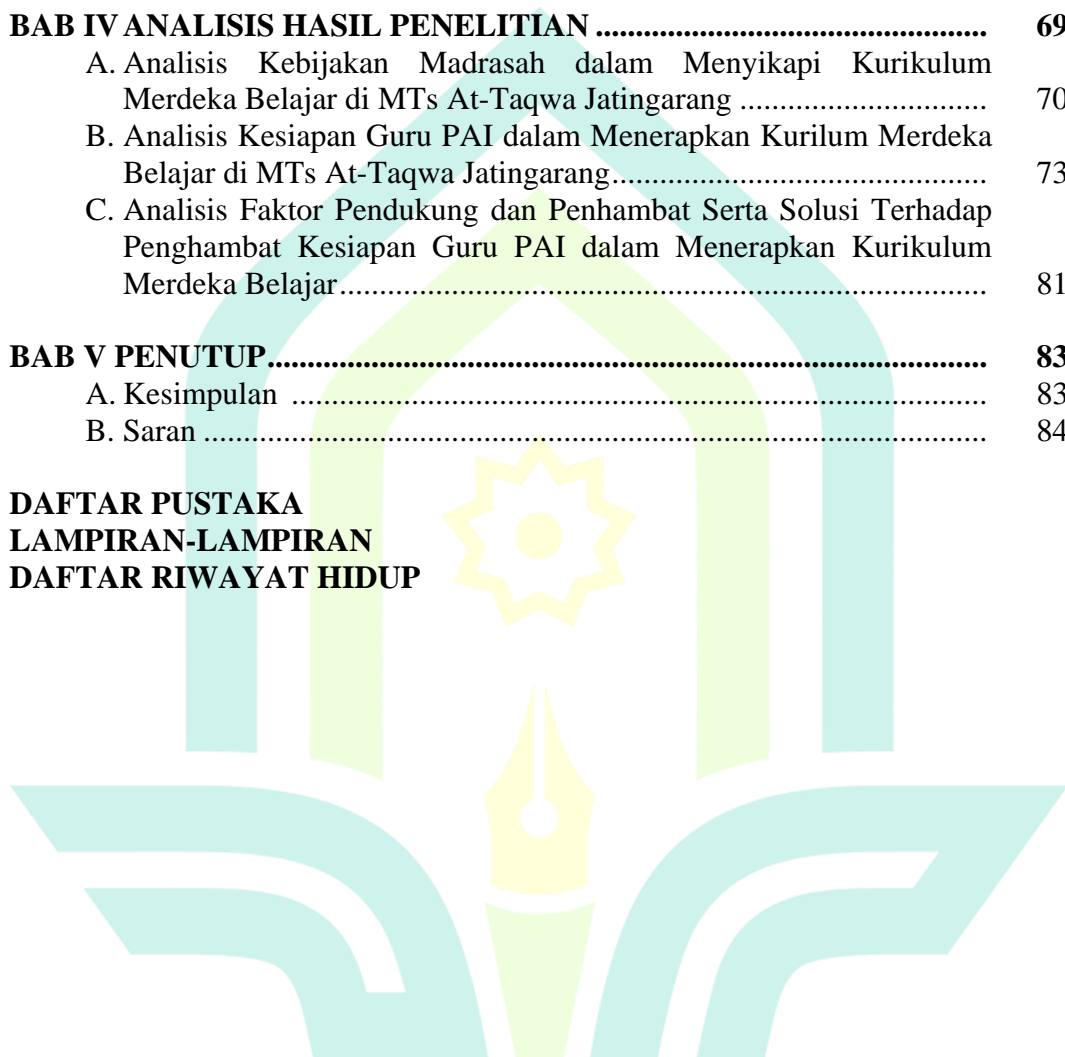 BAB IV ANALISIS HASIL PENELITIAN ................................................. 69
A. Analisis Kebijakan Madrasah dalam Menyikapi Kurikulum
Merdeka Belajar di MTs At-Taqwa Jatingarang ............................... 70
B. Analisis Kesiapan Guru PAI dalam Menerapkan Kurilum Merdeka
Belajar di MTs At-Taqwa Jatingarang............................................... 73
C. Analisis Faktor Pendukung dan Penhambat Serta Solusi Terhadap
Penghambat Kesiapan Guru PAI dalam Menerapkan Kurikulum
Merdeka Belajar................................................................................. 81
BAB V PENUTUP.......................................................................................... 83
A. Kesimpulan ....................................................................................... 83
B. Saran .................................................................................................. 84
DAFTAR PUSTAKA
LAMPIRAN-LAMPIRAN
DAFTAR RIWAYAT HIDUP